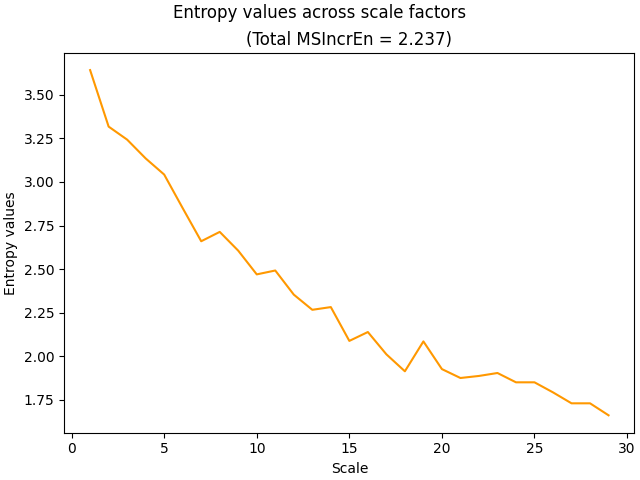 Entropy values across scale factors
(Total MSIncrEn = 2.237)
3.50
3.25
3.00
2.75
2.50
2.25
2.00
1.75
Entropy values
0 5 10 15 20 25 30
Scale